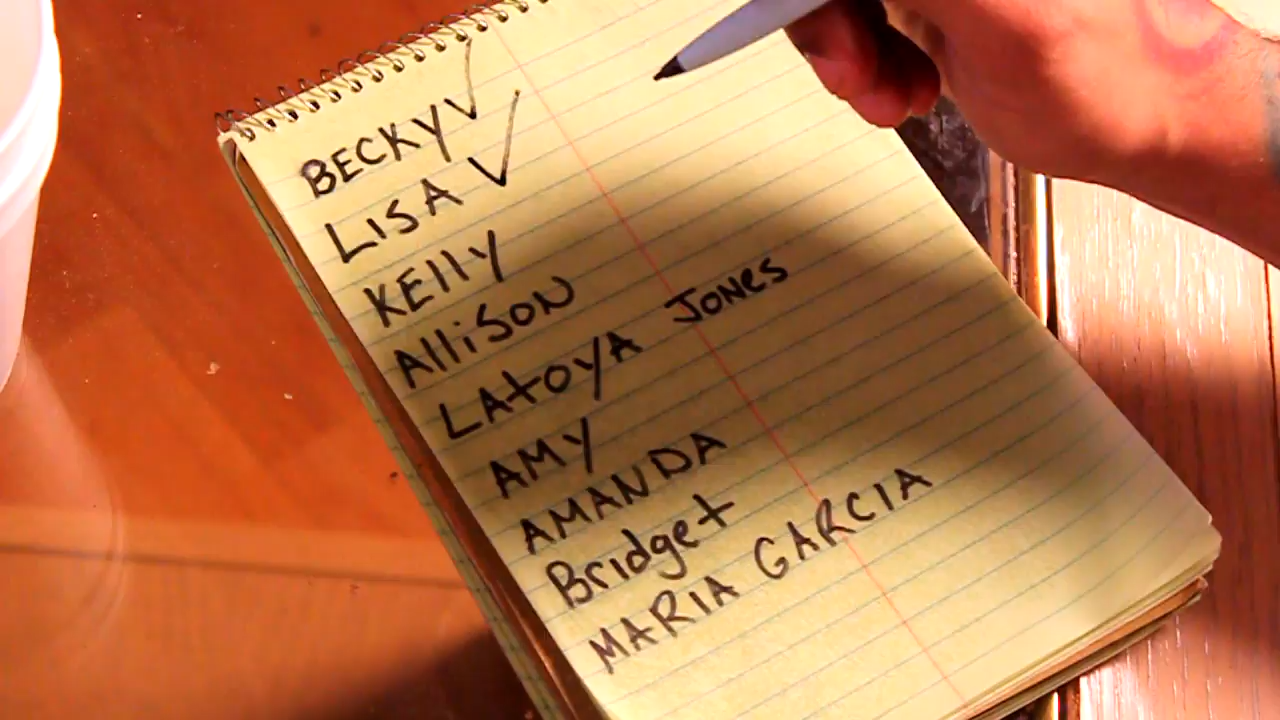 BECKY ✓
LISA ✓
KELLY
AlliSON
LAtOYA JONES
AMY
AMANDA
Bridget
MARIA GARCIA